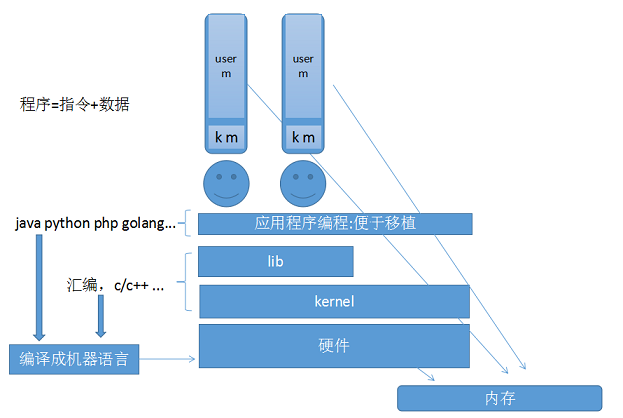 user
m
user
m
程序=指令+数据
k m
k m
java python php golang...
应用程序编程:便于移植
lib
汇编，c/c++ ...
kernel
硬件
编译成机器语言
内存